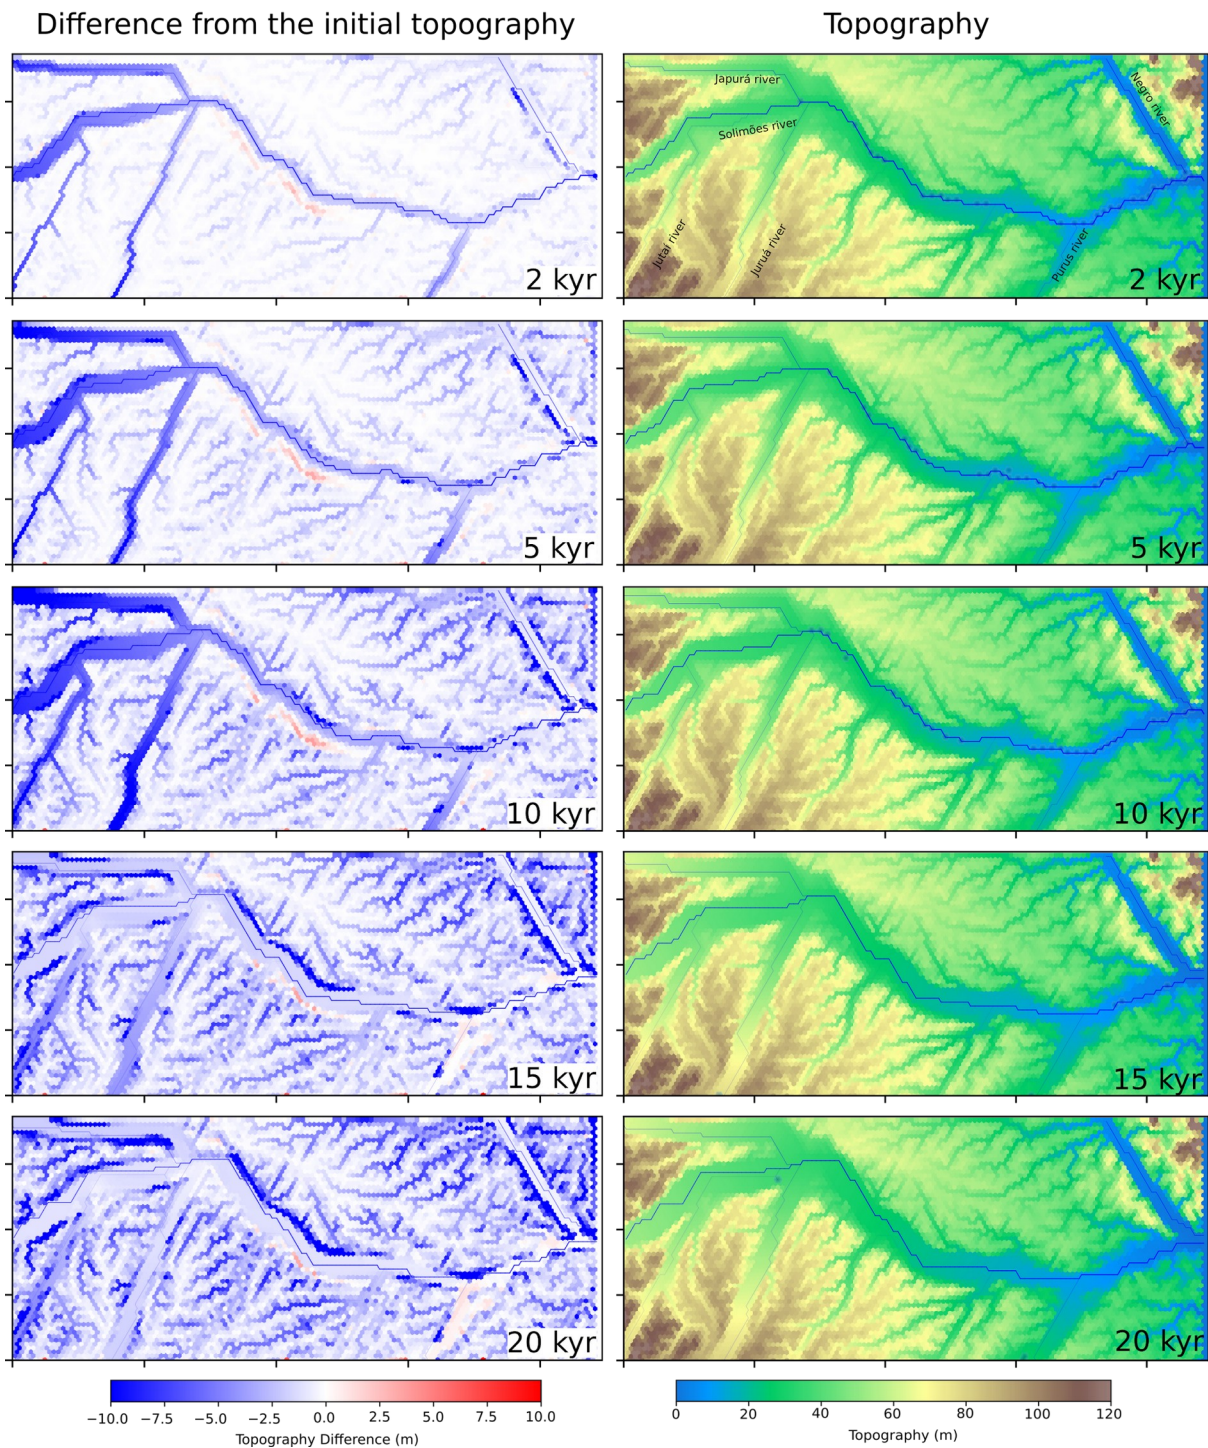 Difference from the initial topography
Topography
Japurá river
Solimões river
Negro river
Jutaí river
Juruá river
Purus river
2 kyr
2 kyr
5 kyr
5 kyr
10 kyr
10 kyr
15 kyr
15 kyr
20 kyr
20 kyr
−10.0 −7.5 −5.0 −2.5 0.0 2.5 5.0 7.5 10.0
Topography Difference (m)
0 20 40 60 80 100 120
Topography (m)